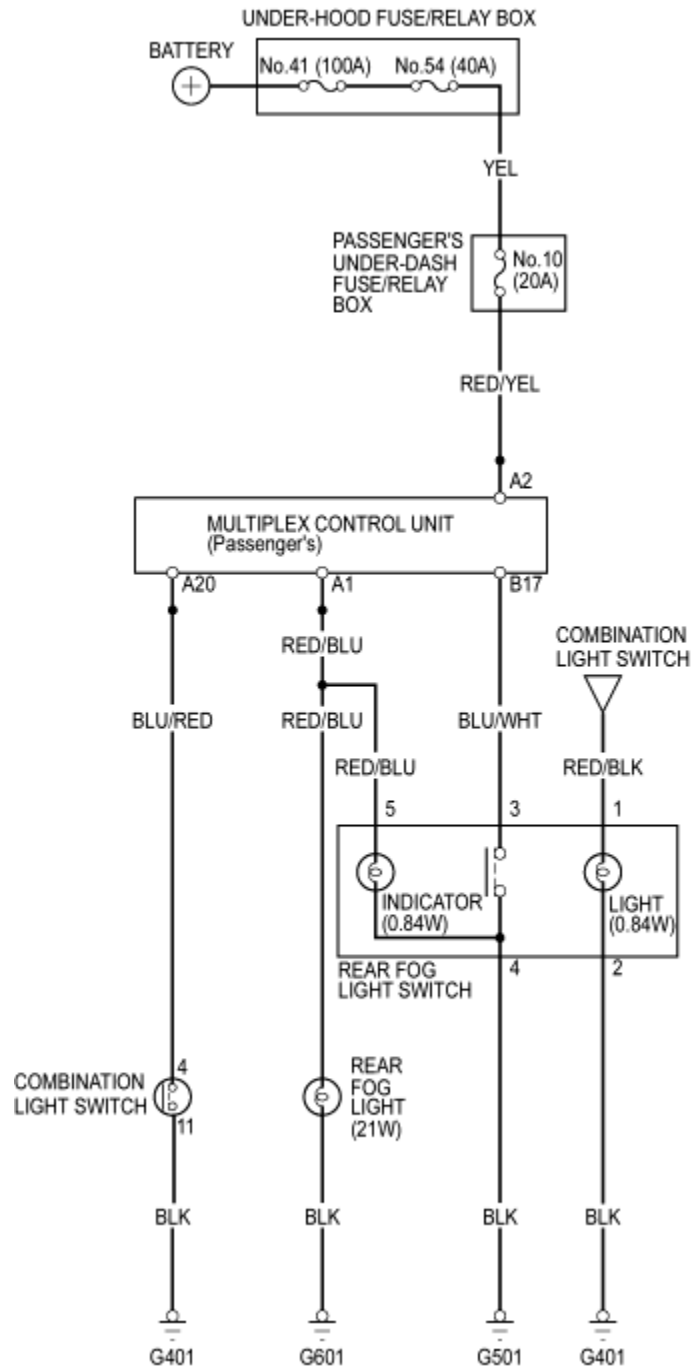 UNDER-HOOD FUSE/RELAY BOX
BATTERY
No.41 (100A)
No.54 (40A)
YEL
PASSENGER'S
UNDER-DASH
FUSE/RELAY
BOX
No.10
(20A)
RED/YEL
A2
MULTIPLEX CONTROL UNIT
(Passenger's)
A20
A1
B17
RED/BLU
COMBINATION
LIGHT SWITCH
BLU/RED
RED/BLU
BLU/WHT
RED/BLU
RED/BLK
5
3
1
INDICATOR
(0.84W)
LIGHT
(0.84W)
REAR FOG
LIGHT SWITCH
4
2
COMBINATION
LIGHT SWITCH
4
11
REAR
FOG
LIGHT
(21W)
BLK
BLK
BLK
BLK
G401
G601
G501
G401